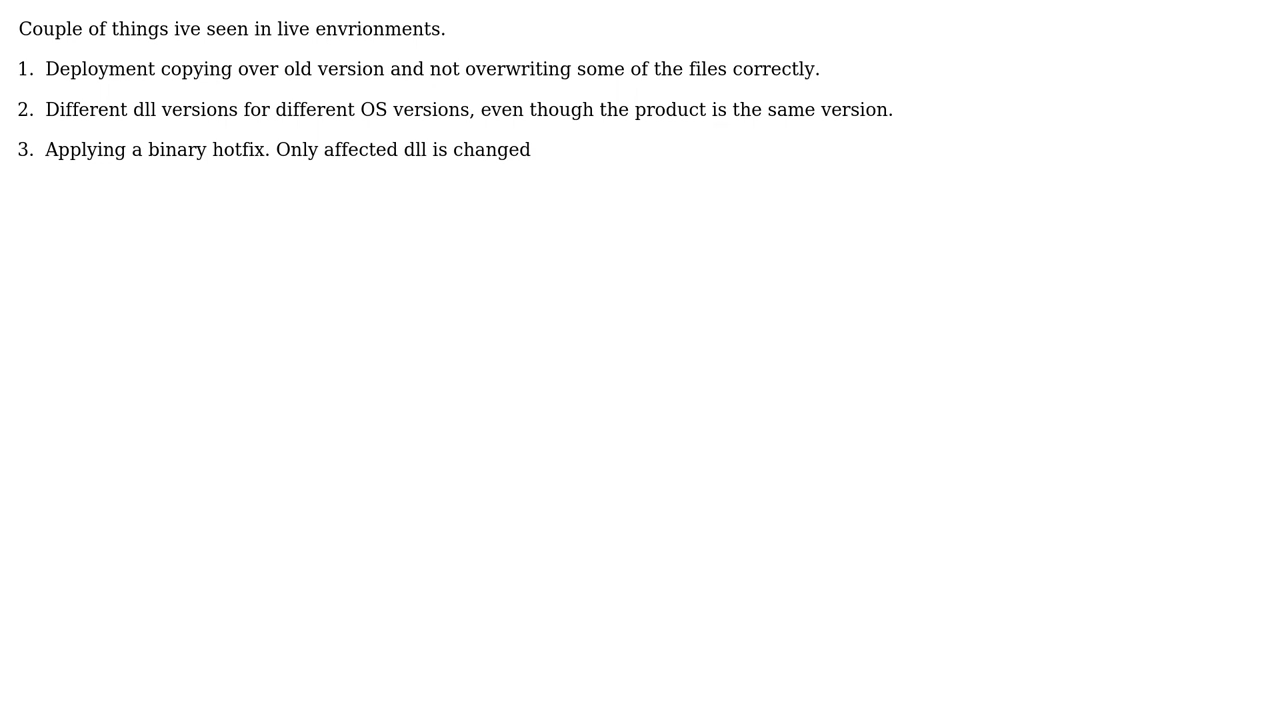 Couple of things ive seen in live envrionments.
1. Deployment copying over old version and not overwriting some of the files correctly.
2. Different dll versions for different OS versions, even though the product is the same version.
3. Applying a binary hotfix. Only affected dll is changed